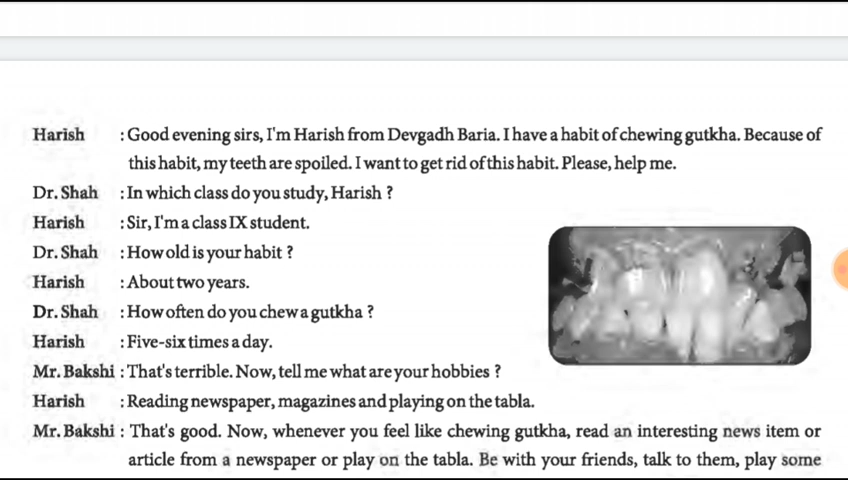 Harish : Good evening sirs, I'm Harish from Devgadh Baria. I have a habit of chewing gutkha. Because of
this habit, my teeth are spoiled. I want to get rid of this habit. Please, help me.
Dr. Shah : In which class do you study, Harish ?
Harish : Sir, I'm a class IX student.
Dr. Shah : How old is your habit ?
Harish : About two years.
Dr. Shah : How often do you chew a gutkha ?
Harish : Five-six times a day.
Mr. Bakshi : That's terrible. Now, tell me what are your hobbies ?
Harish : Reading newspaper, magazines and playing on the tabla.
Mr. Bakshi : That's good. Now, whenever you feel like chewing gutkha, read an interesting news item or
article from a newspaper or play on the tabla. Be with your friends, talk to them, play some